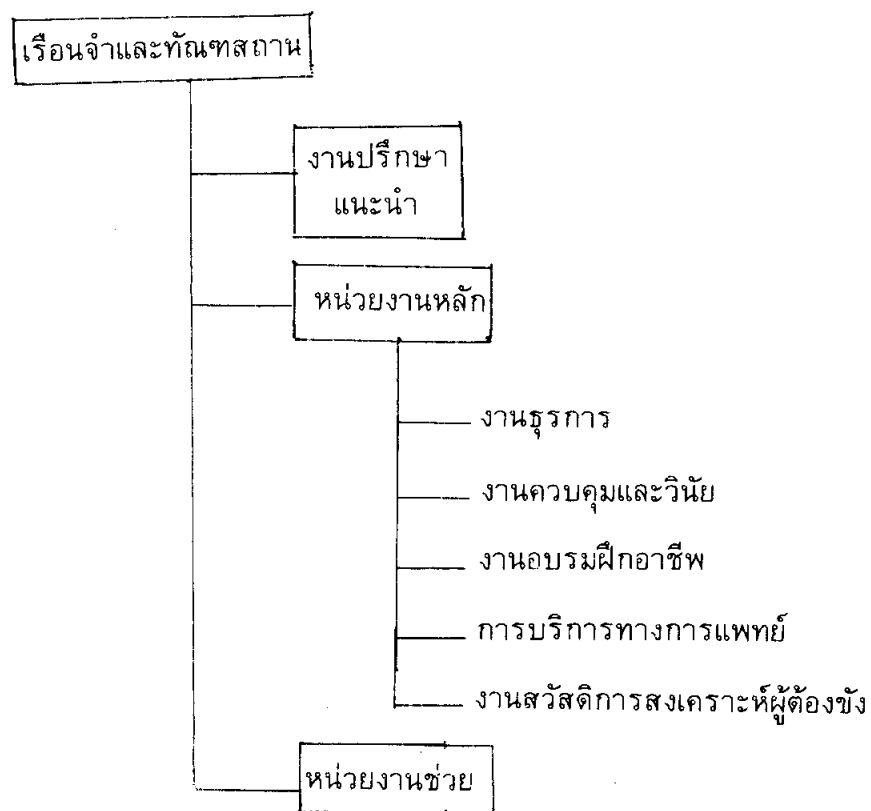 เรือนจำและทัณฑสถาน
งานปรึกษา
แนะนำ
หน่วยงานหลัก
งานธุรการ
งานควบคุมและวินัย
งานอบรมฝึกอาชีพ
การบริการทางการแพทย์
งานสวัสดิการสงเคราะห์ผู้ต้องขัง
หน่วยงานช่วย